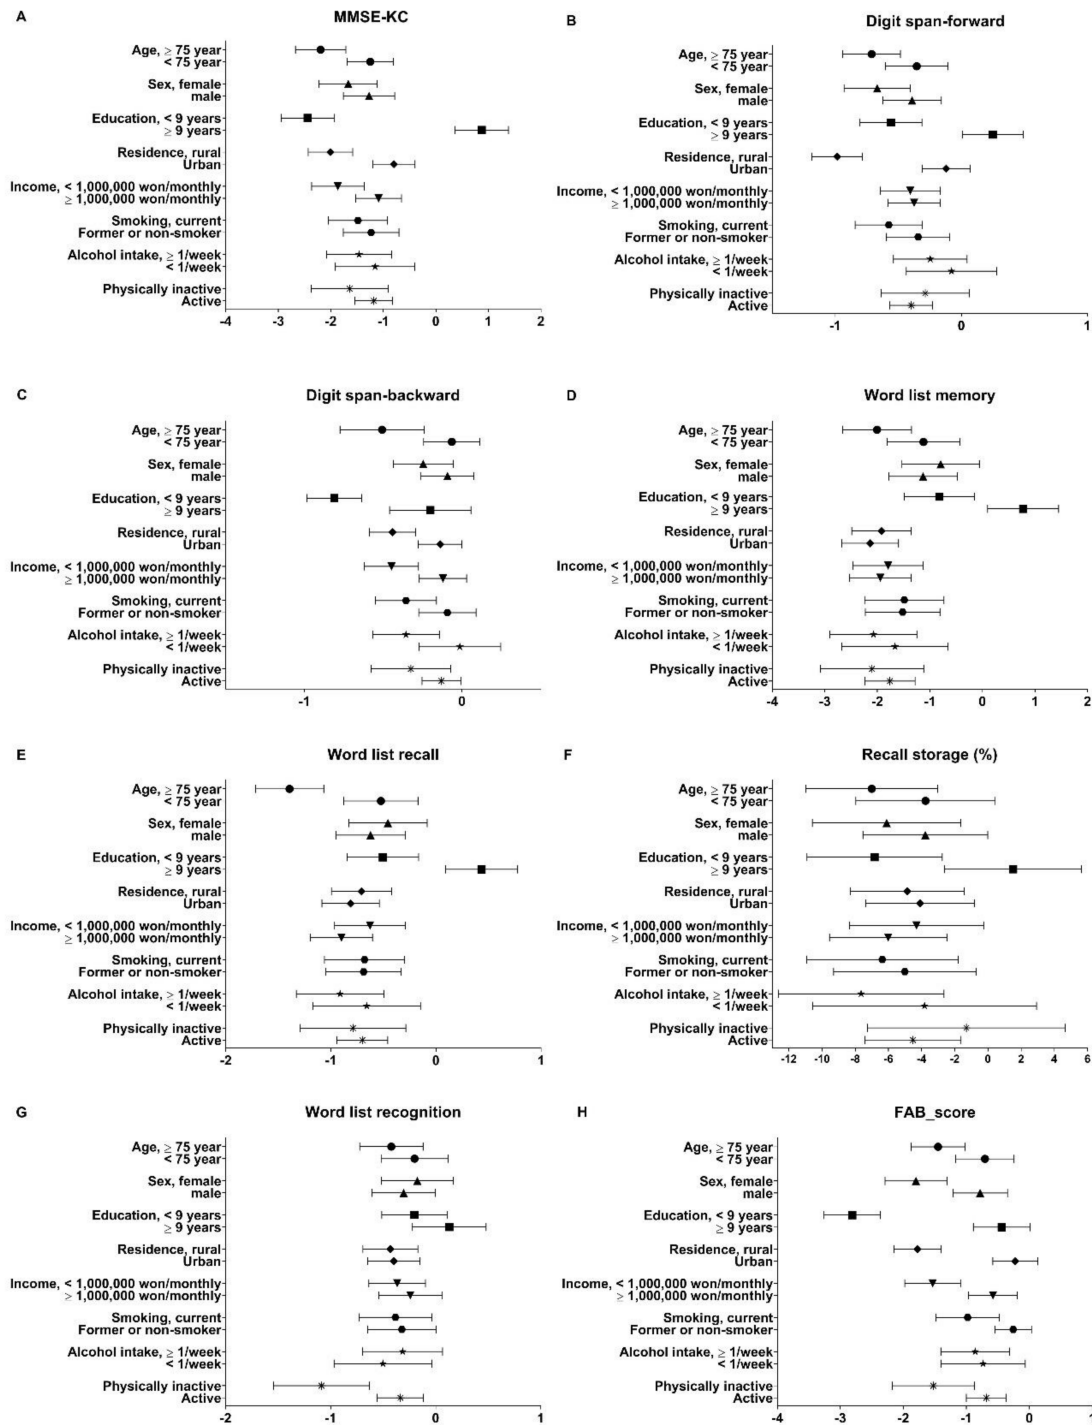 A
MMSE-KC
Age, ≥ 75 year
< 75 year
Sex, female
male
Education, < 9 years
≥ 9 years
Residence, rural
Urban
Income, < 1,000,000 won/monthly
≥ 1,000,000 won/monthly
Smoking, current
Former or non-smoker
Alcohol intake, ≥ 1/week
< 1/week
Physically inactive
Active
-4 -3 -2 -1 0 1 2
B
Digit span-forward
Age, ≥ 75 year
< 75 year
Sex, female
male
Education, < 9 years
≥ 9 years
Residence, rural
Urban
Income, < 1,000,000 won/monthly
≥ 1,000,000 won/monthly
Smoking, current
Former or non-smoker
Alcohol intake, ≥ 1/week
< 1/week
Physically inactive
Active
-1 0 1
C
Digit span-backward
Age, ≥ 75 year
< 75 year
Sex, female
male
Education, < 9 years
≥ 9 years
Residence, rural
Urban
Income, < 1,000,000 won/monthly
≥ 1,000,000 won/monthly
Smoking, current
Former or non-smoker
Alcohol intake, ≥ 1/week
< 1/week
Physically inactive
Active
-1 0
D
Word list memory
Age, ≥ 75 year
< 75 year
Sex, female
male
Education, < 9 years
≥ 9 years
Residence, rural
Urban
Income, < 1,000,000 won/monthly
≥ 1,000,000 won/monthly
Smoking, current
Former or non-smoker
Alcohol intake, ≥ 1/week
< 1/week
Physically inactive
Active
-4 -3 -2 -1 0 1 2
E
Word list recall
Age, ≥ 75 year
< 75 year
Sex, female
male
Education, < 9 years
≥ 9 years
Residence, rural
Urban
Income, < 1,000,000 won/monthly
≥ 1,000,000 won/monthly
Smoking, current
Former or non-smoker
Alcohol intake, ≥ 1/week
< 1/week
Physically inactive
Active
-2 -1 0 1
F
Recall storage (%)
Age, ≥ 75 year
< 75 year
Sex, female
male
Education, < 9 years
≥ 9 years
Residence, rural
Urban
Income, < 1,000,000 won/monthly
≥ 1,000,000 won/monthly
Smoking, current
Former or non-smoker
Alcohol intake, ≥ 1/week
< 1/week
Physically inactive
Active
-12 -10 -8 -6 -4 -2 0 2 4 6
G
Word list recognition
Age, ≥ 75 year
< 75 year
Sex, female
male
Education, < 9 years
≥ 9 years
Residence, rural
Urban
Income, < 1,000,000 won/monthly
≥ 1,000,000 won/monthly
Smoking, current
Former or non-smoker
Alcohol intake, ≥ 1/week
< 1/week
Physically inactive
Active
-2 -1 0 1
H
FAB_score
Age, ≥ 75 year
< 75 year
Sex, female
male
Education, < 9 years
≥ 9 years
Residence, rural
Urban
Income, < 1,000,000 won/monthly
≥ 1,000,000 won/monthly
Smoking, current
Former or non-smoker
Alcohol intake, ≥ 1/week
< 1/week
Physically inactive
Active
-4 -3 -2 -1 0 1